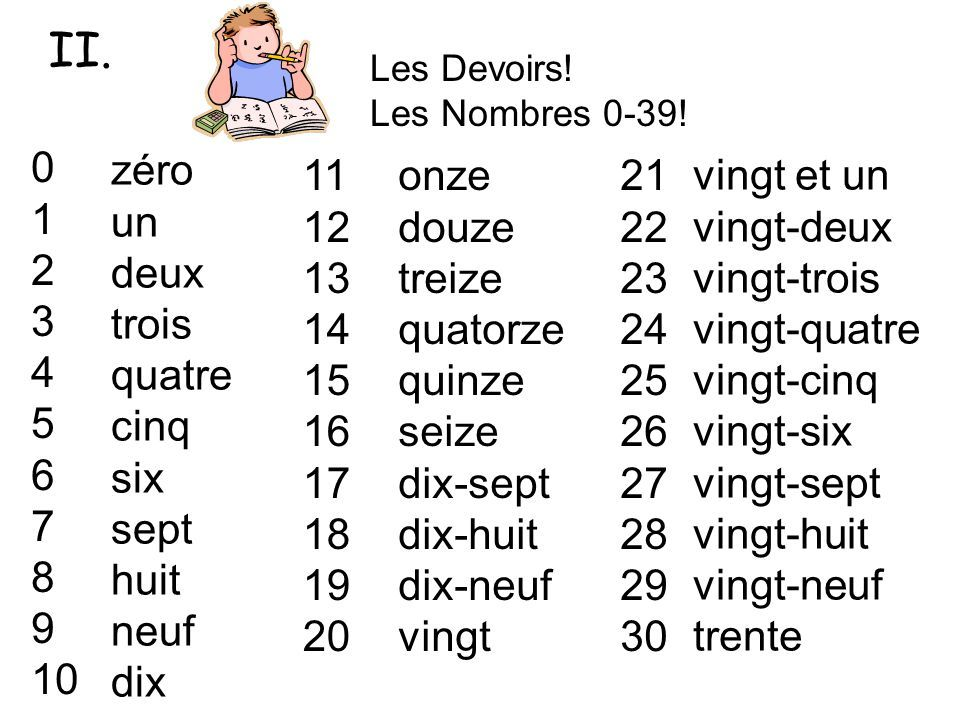 II.
Les Devoirs!
Les Nombres 0-39!
0 zéro
1 un
2 deux
3 trois
4 quatre
5 cinq
6 six
7 sept
8 huit
9 neuf
10 dix
11 onze
12 douze
13 treize
14 quatorze
15 quinze
16 seize
17 dix-sept
18 dix-huit
19 dix-neuf
20 vingt
21 vingt et un
22 vingt-deux
23 vingt-trois
24 vingt-quatre
25 vingt-cinq
26 vingt-six
27 vingt-sept
28 vingt-huit
29 vingt-neuf
30 trente